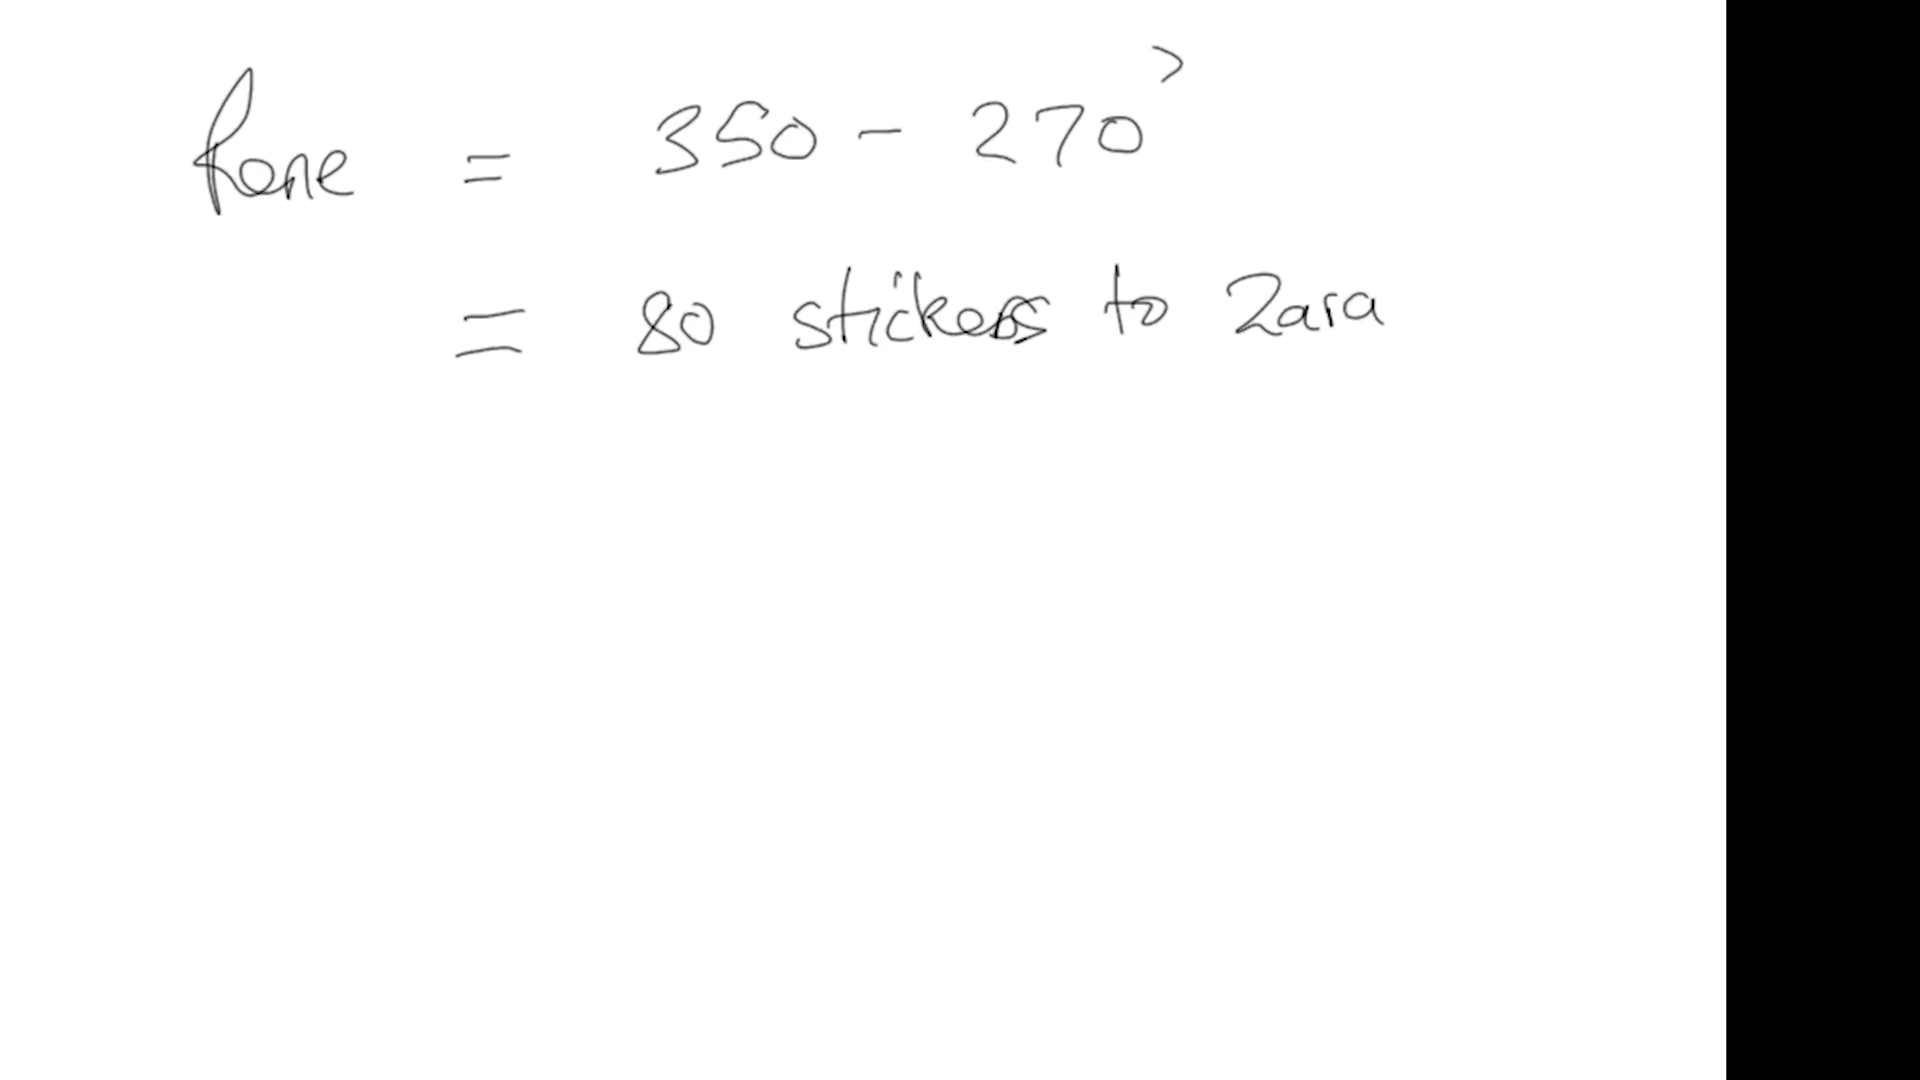 Rene = 350 - 270
= 80 stickers to Zara